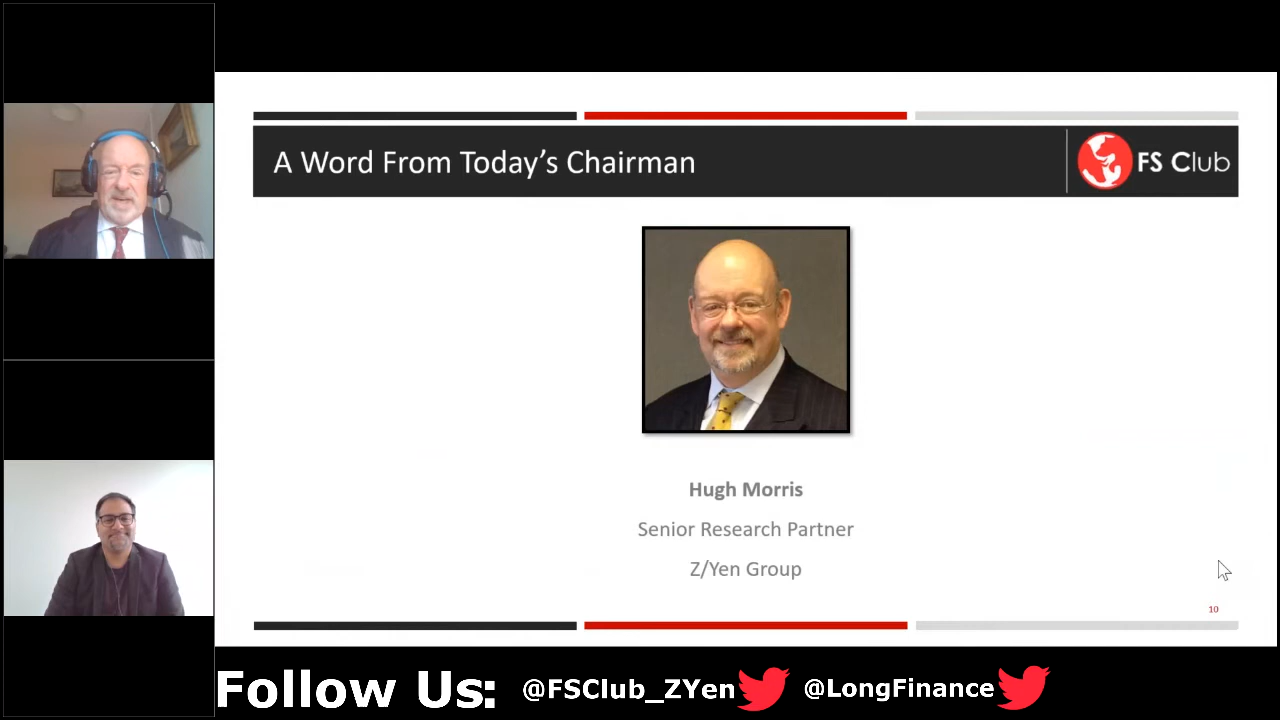 A Word From Today's Chairman
FS Club
Hugh Morris
Senior Research Partner
Z/Yen Group
10
Follow Us: @FSClub_ZYen @LongFinance